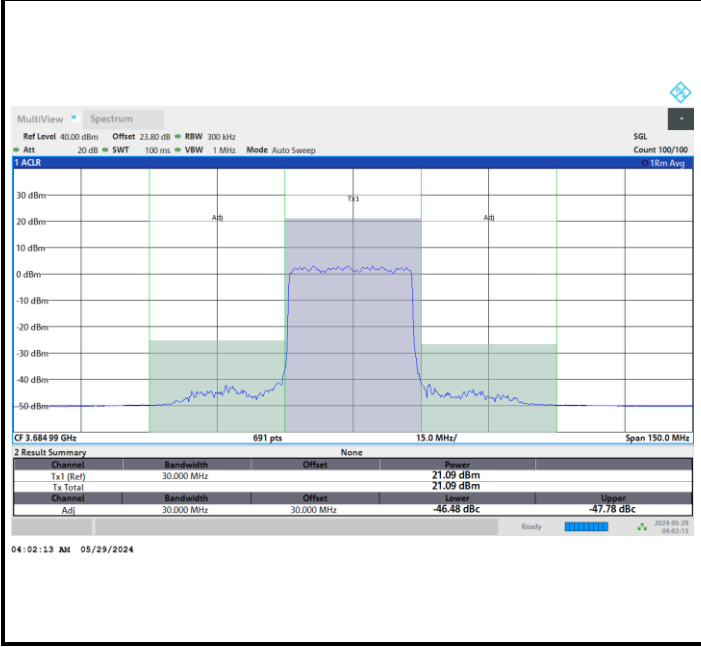 MultiView Spectrum
Ref Level 40.00 dBm Offset 23.80 dB RBW 300 kHz SGL
Att 20 dB SWT 100 ms VBW 1 MHz Mode Auto Sweep Count 100/100
1 ACLR 1Rm Avg
30 dBm
Tx1
20 dBm Adj Adj
10 dBm
0 dBm
-10 dBm
-20 dBm
-30 dBm
-40 dBm
-50 dBm
CF 3.684 99 GHz 691 pts 15.0 MHz/ Span 150.0 MHz
2 Result Summary None
Channel Bandwidth Offset Power
Tx1 (Ref) 30.000 MHz 21.09 dBm
Tx Total 21.09 dBm
Channel Bandwidth Offset Lower Upper
Adj 30.000 MHz 30.000 MHz -46.48 dBc -47.78 dBc
Ready 2024-05-29
04:02:13
04:02:13 AM 05/29/2024